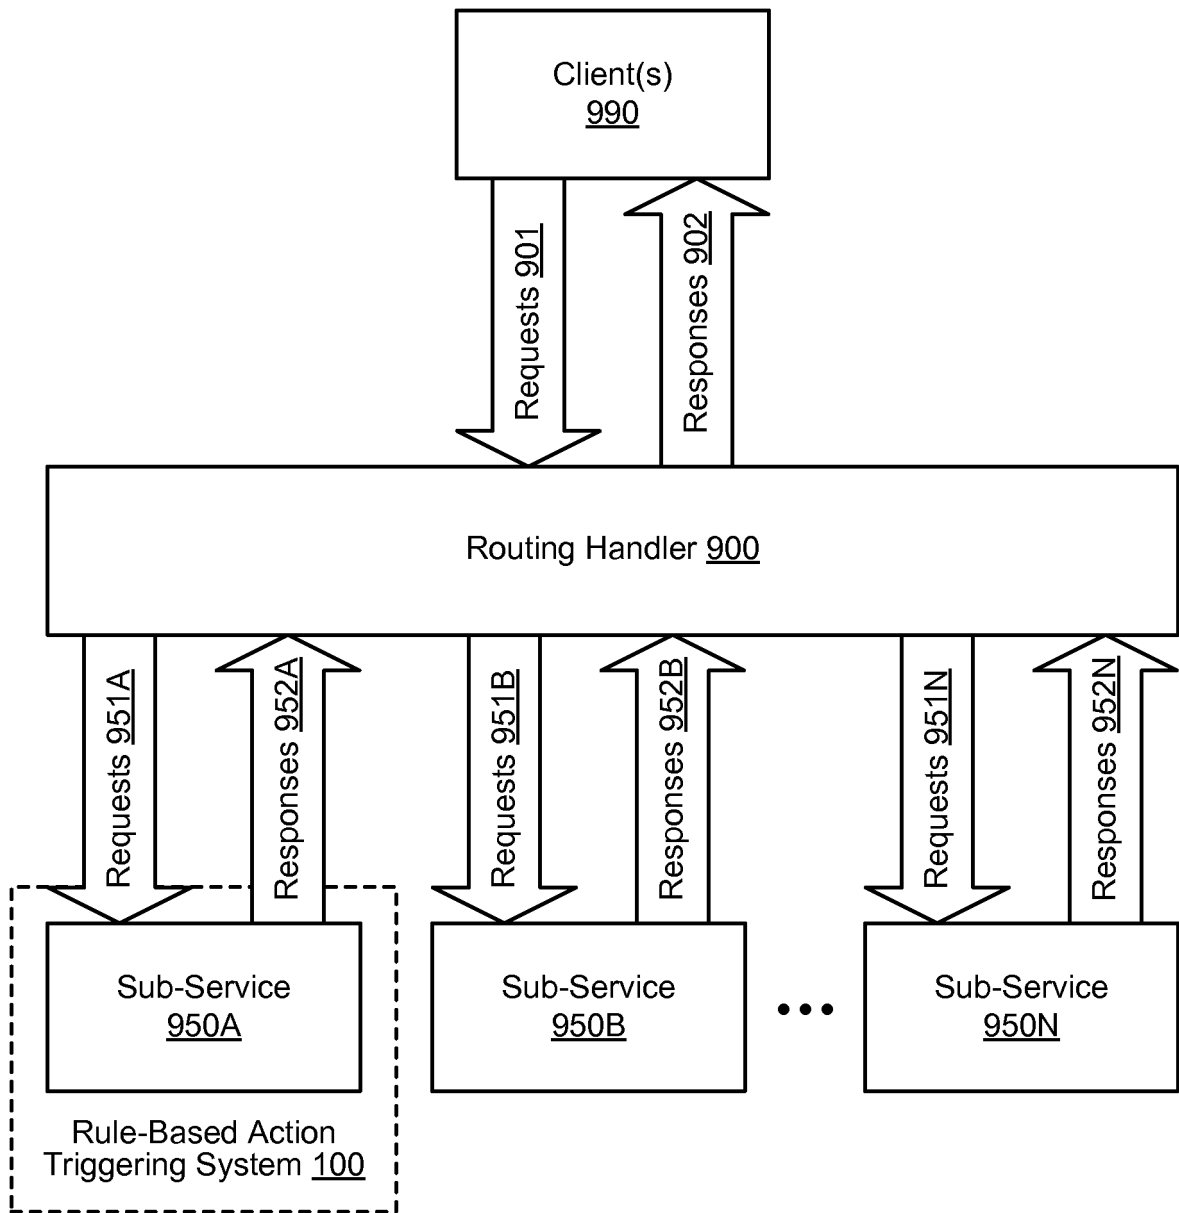 Client(s)
990
Requests 901
Responses 902
Routing Handler 900
Requests 951A
Responses 952A
Requests 951B
Responses 952B
Requests 951N
Responses 952N
Sub-Service
950A
Sub-Service
950B
Sub-Service
950N
Rule-Based Action
Triggering System 100